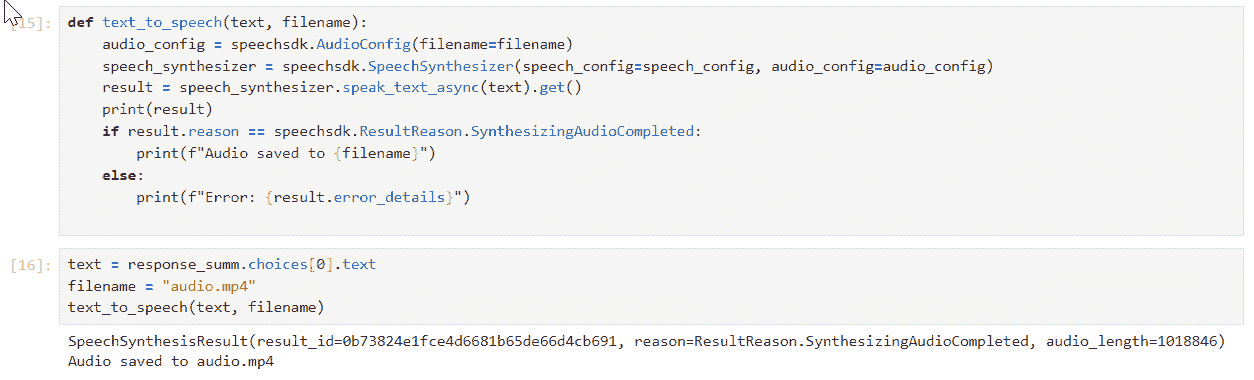 [15]: def text_to_speech(text, filename):
    audio_config = speechsdk.AudioConfig(filename=filename)
    speech_synthesizer = speechsdk.SpeechSynthesizer(speech_config=speech_config, audio_config=audio_config)
    result = speech_synthesizer.speak_text_async(text).get()
    print(result)
    if result.reason == speechsdk.ResultReason.SynthesizingAudioCompleted:
        print(f"Audio saved to {filename}")
    else:
        print(f"Error: {result.error_details}")
[16]: text = response_summ.choices[0].text
filename = "audio.mp4"
text_to_speech(text, filename)
SpeechSynthesisResult(result_id=0b73824e1fce4d6681b65de66d4cb691, reason=ResultReason.SynthesizingAudioCompleted, audio_length=1018846)
Audio saved to audio.mp4